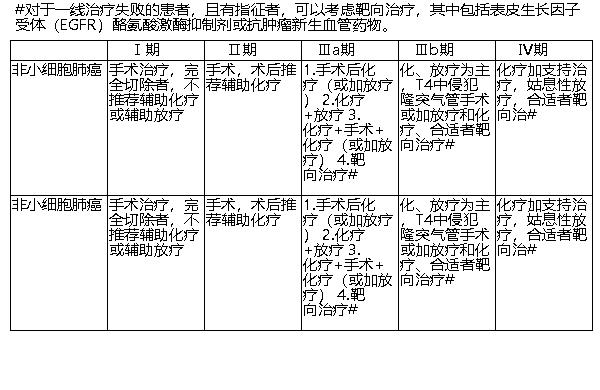 #对于一线治疗失败的患者，且有指征者，可以考虑靶向治疗，其中包括表皮生长因子
受体（EGFR）酪氨酸激酶抑制剂或抗肿瘤新生血管药物。
Ⅰ期 Ⅱ期 Ⅲa期 Ⅲb期 Ⅳ期
非小细胞肺癌
手术治疗，完
全切除者，不
推荐辅助化疗
或辅助放疗
手术，术后推
荐辅助化疗
1.手术后化
疗（或加放疗
）2.化疗
+放疗 3.
化疗+手术+
化疗（或加放
疗） 4.靶
向治疗#
化、放疗为主
，T4中侵犯
隆突气管手术
或加放疗和化
疗、合适者靶
向治疗#
化疗加支持治
疗，姑息性放
疗，合适者靶
向治#
非小细胞肺癌
手术治疗，完
全切除者，不
推荐辅助化疗
或辅助放疗
手术，术后推
荐辅助化疗
1.手术后化
疗（或加放疗
）2.化疗
+放疗 3.
化疗+手术+
化疗（或加放
疗） 4.靶
向治疗#
化、放疗为主
，T4中侵犯
隆突气管手术
或加放疗和化
疗、合适者靶
向治疗#
化疗加支持治
疗，姑息性放
疗，合适者靶
向治#